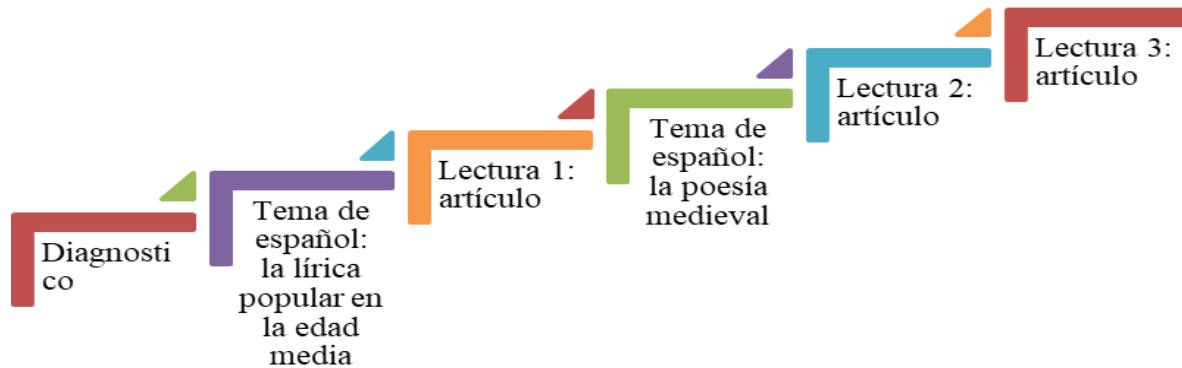 Diagnosti
co
Tema de
español:
la lírica
popular en
la edad
media
Lectura 1:
artículo
Tema de
español:
la poesía
medieval
Lectura 2:
artículo
Lectura 3:
artículo